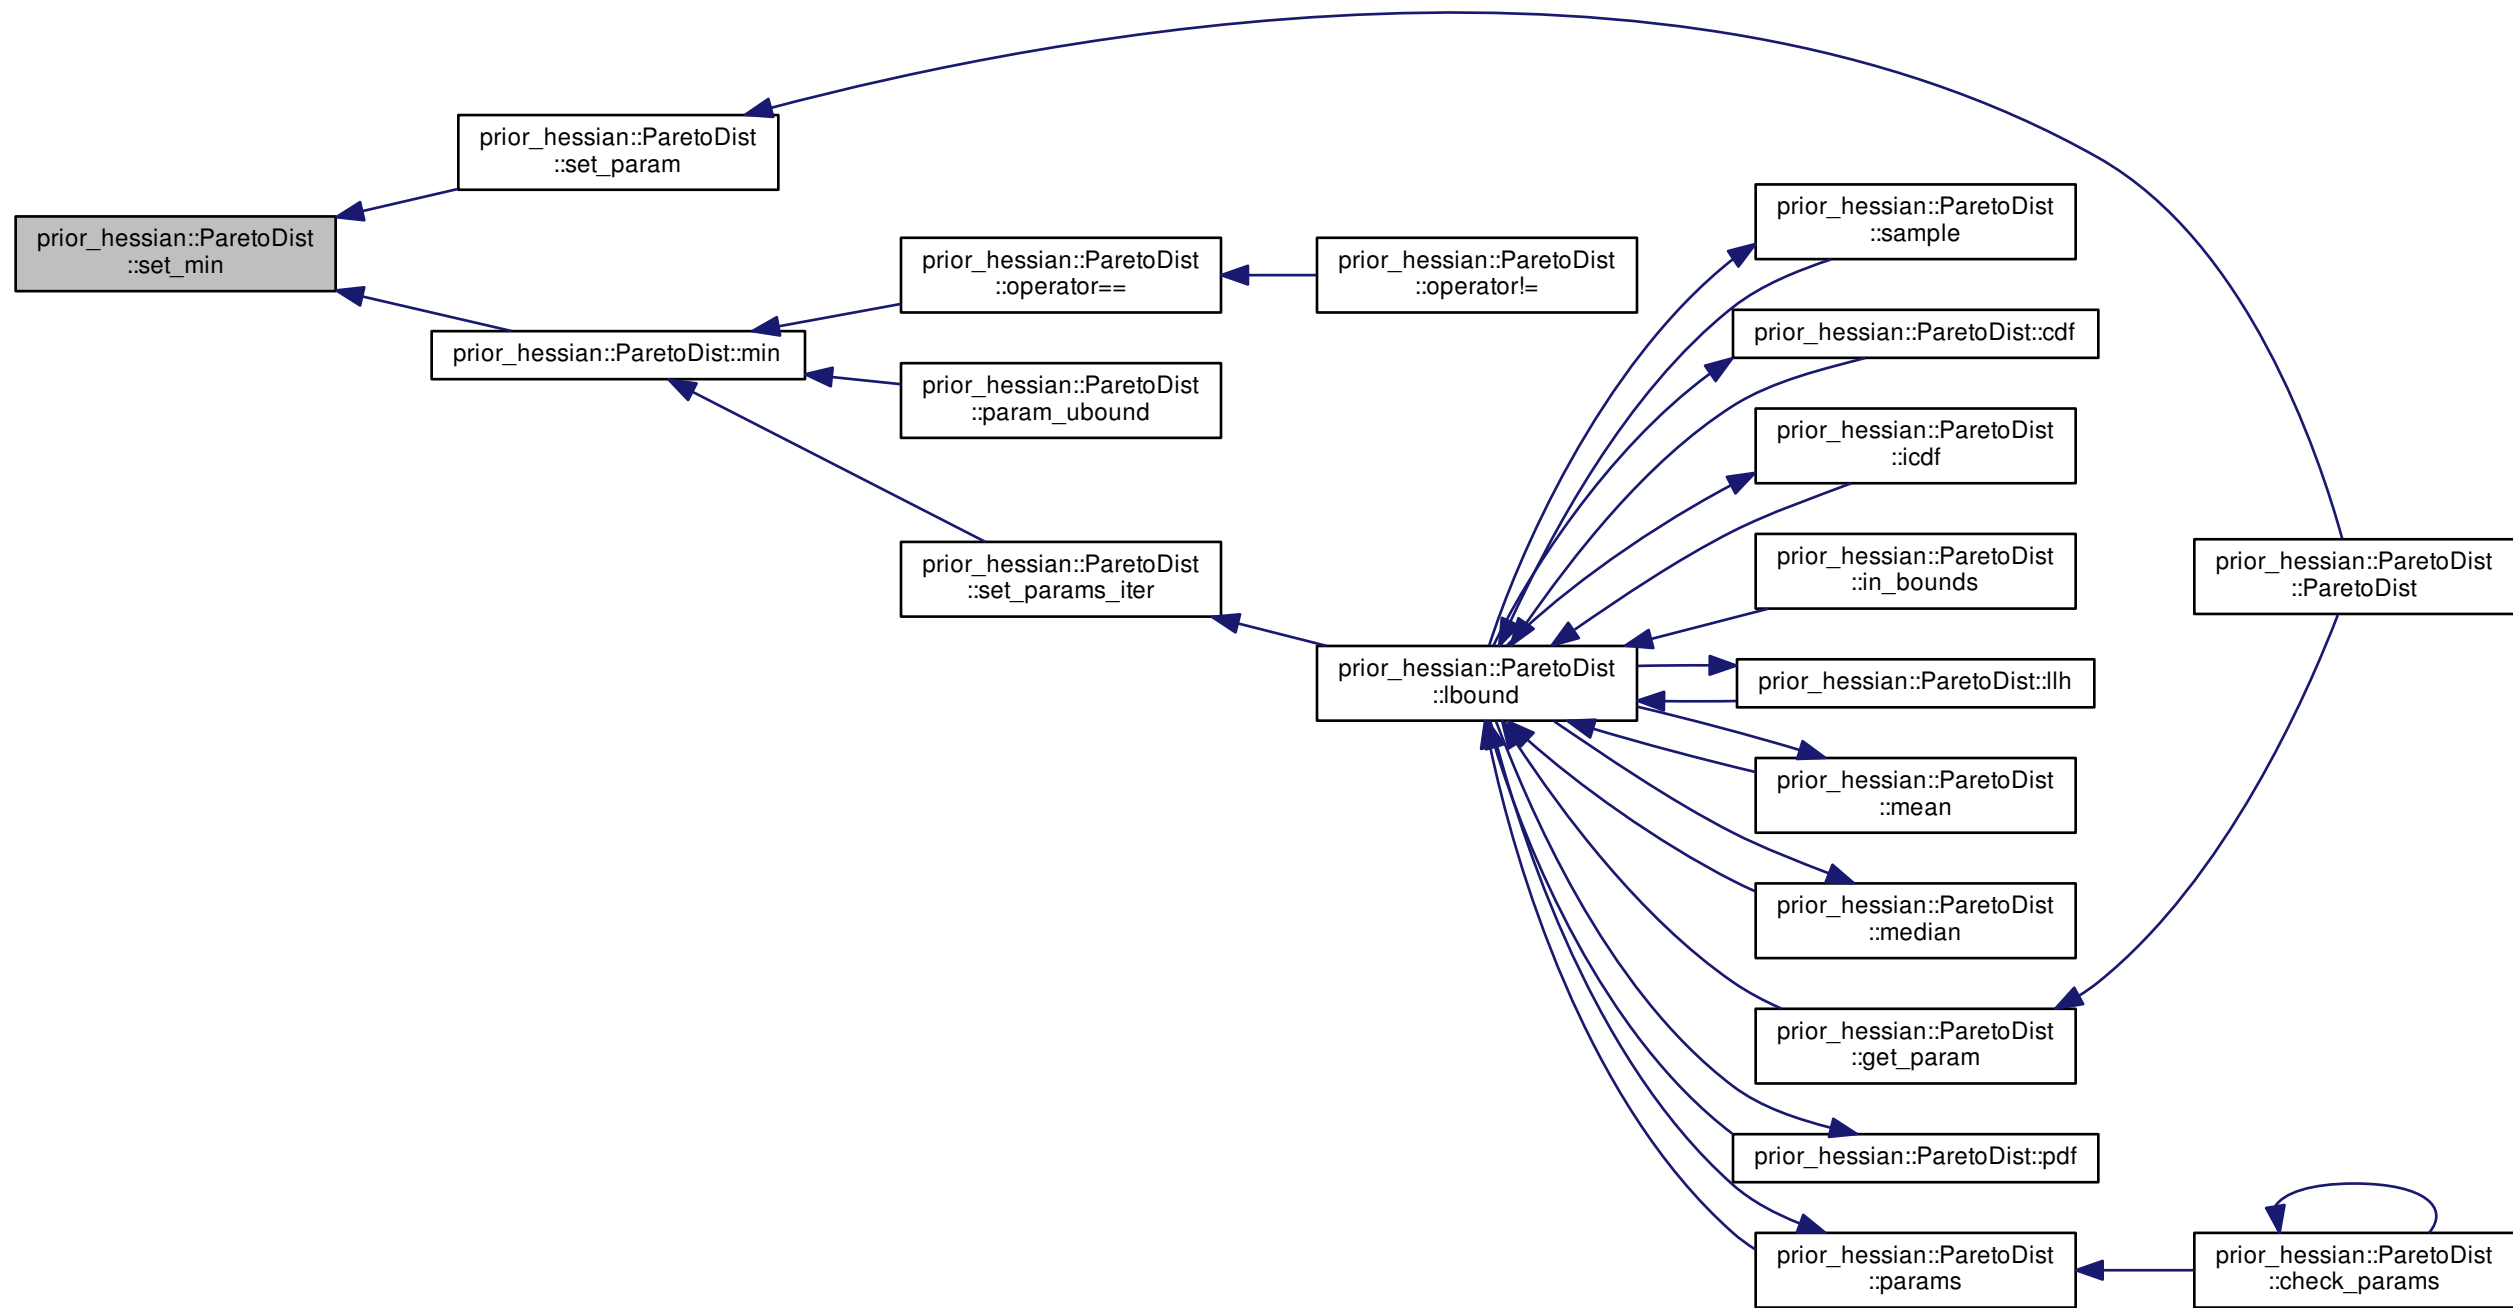 prior_hessian::ParetoDist
::set_min
prior_hessian::ParetoDist
::set_param
prior_hessian::ParetoDist::min
prior_hessian::ParetoDist
::operator==
prior_hessian::ParetoDist
::param_ubound
prior_hessian::ParetoDist
::set_params_iter
prior_hessian::ParetoDist
::operator!=
prior_hessian::ParetoDist
::lbound
prior_hessian::ParetoDist
::sample
prior_hessian::ParetoDist::cdf
prior_hessian::ParetoDist
::icdf
prior_hessian::ParetoDist
::in_bounds
prior_hessian::ParetoDist::llh
prior_hessian::ParetoDist
::mean
prior_hessian::ParetoDist
::median
prior_hessian::ParetoDist
::get_param
prior_hessian::ParetoDist::pdf
prior_hessian::ParetoDist
::params
prior_hessian::ParetoDist
::ParetoDist
prior_hessian::ParetoDist
::check_params